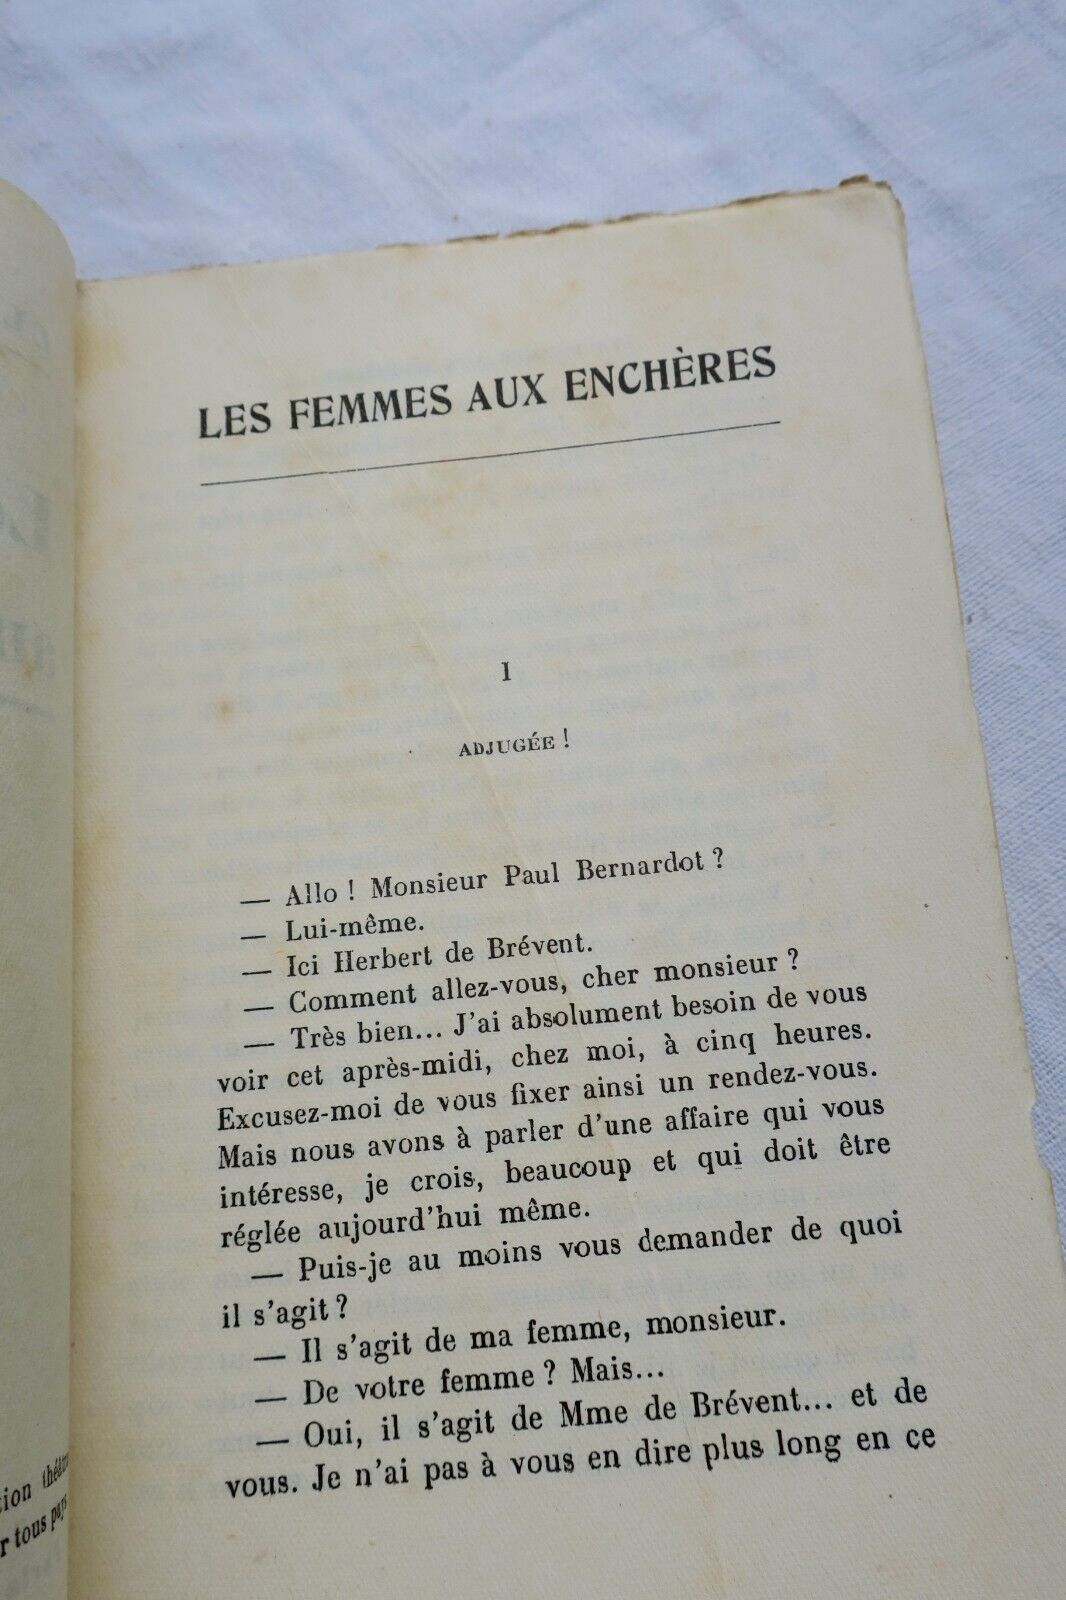 LES FEMMES AUX ENCHÈRES
I
ADJUGÉE !
— Allo ! Monsieur Paul Bernardot ?
— Lui-même.
— Ici Herbert de Brévent.
— Comment allez-vous, cher monsieur ?
— Très bien... J'ai absolument besoin de vous
voir cet après-midi, chez moi, à cinq heures.
Excusez-moi de vous fixer ainsi un rendez-vous.
Mais nous avons à parler d'une affaire qui vous
intéresse, je crois, beaucoup et qui doit être
réglée aujourd'hui même.
— Puis-je au moins vous demander de quoi
il s'agit ?
— Il s'agit de ma femme, monsieur.
— De votre femme ? Mais...
— Oui, il s'agit de Mme de Brévent... et de
vous. Je n'ai pas à vous en dire plus long en ce
tous pays